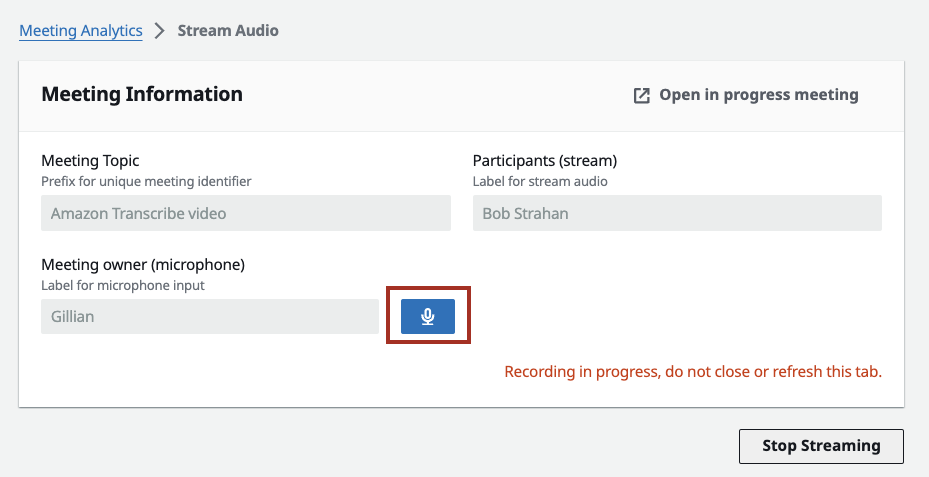 Meeting Analytics > Stream Audio
Meeting Information
Open in progress meeting
Meeting Topic
Prefix for unique meeting identifier
Amazon Transcribe video
Participants (stream)
Label for stream audio
Bob Strahan
Meeting owner (microphone)
Label for microphone input
Gillian
Recording in progress, do not close or refresh this tab.
Stop Streaming